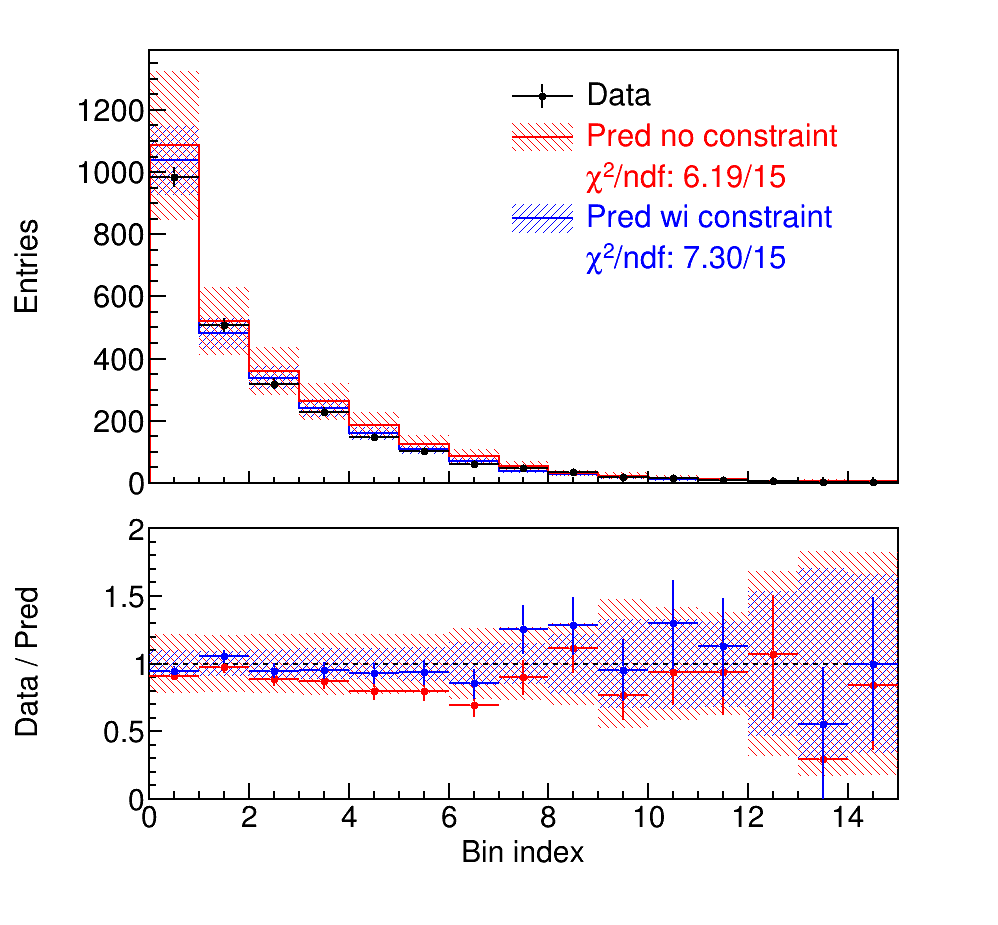 Entries
1200
1000
800
600
400
200
0
Data
Pred no constraint
χ²/ndf: 6.19/15
Pred wi constraint
χ²/ndf: 7.30/15
Data / Pred
2
1.5
1
0.5
0
0 2 4 6 8 10 12 14
Bin index